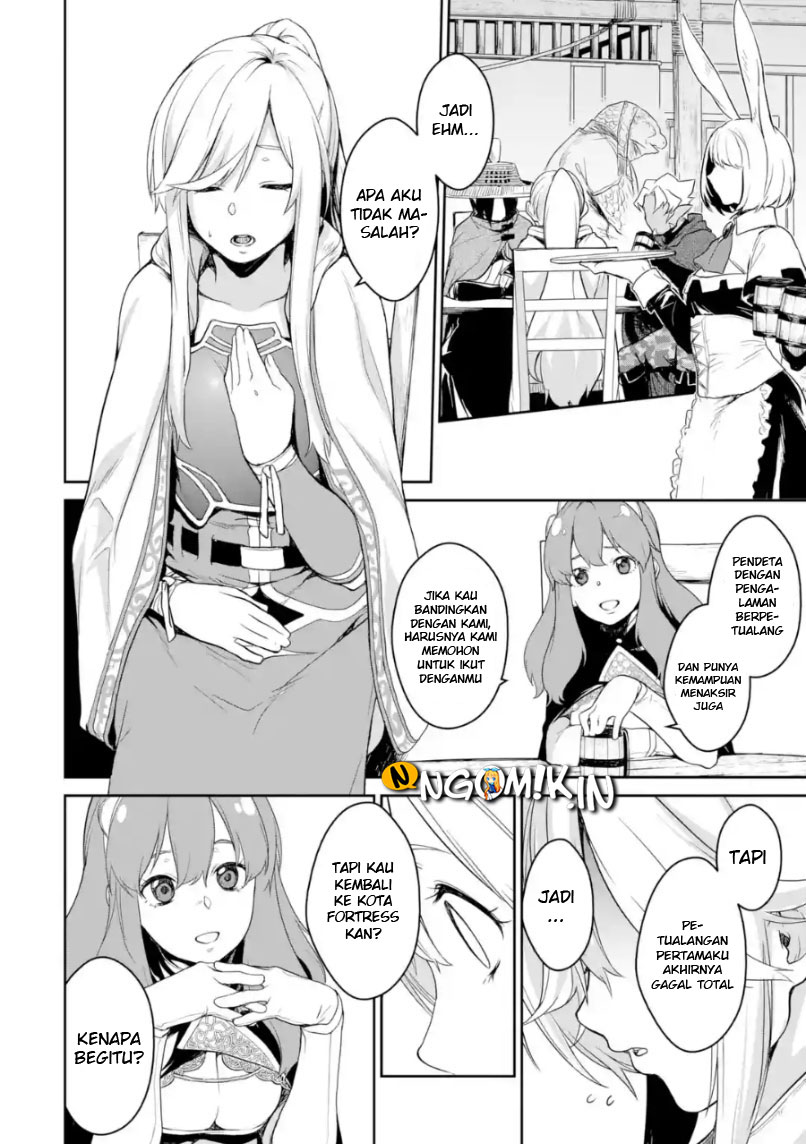 JADI
EHM...
APA AKU
TIDAK MA-
SALAH?
PENDETA
DENGAN
PENGA-
LAMAN
BERPE-
TUALANG
DAN PUNYA
KEMAMPUAN
MENAKSIR
JUGA
JIKA KAU
BANDINGKAN
DENGAN KAMI,
HARUSNYA KAMI
MEMOHON
UNTUK IKUT
DENGANMU
N NGOM!K.IN
TAPI
PE-
TUALANGAN
PERTAMAKU
AKHIRNYA
GAGAL TOTAL
JADI
...
TAPI KAU
KEMBALI
KE KOTA
FORTRESS
KAN?
KENAPA
BEGITU?